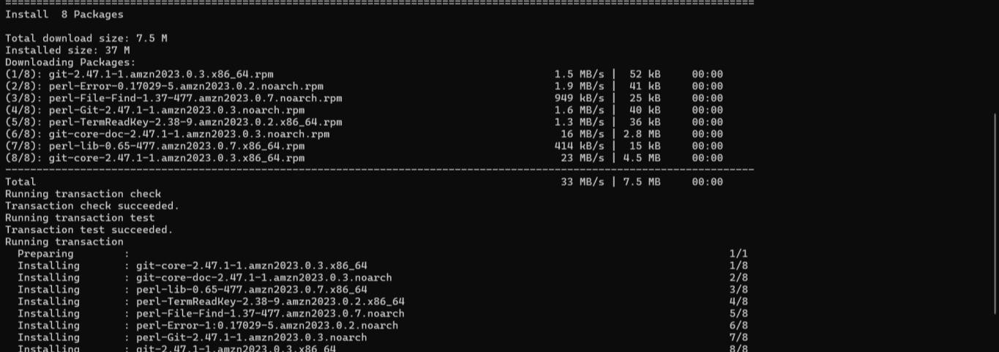 ================================================================================
Install  8 Packages
Total download size: 7.5 M
Installed size: 37 M
Downloading Packages:
(1/8): git-2.47.1-1.amzn2023.0.3.x86_64.rpm 1.5 MB/s | 52 kB 00:00
(2/8): perl-Error-0.17029-5.amzn2023.0.2.noarch.rpm 1.9 MB/s | 41 kB 00:00
(3/8): perl-File-Find-1.37-477.amzn2023.0.7.noarch.rpm 949 kB/s | 25 kB 00:00
(4/8): perl-Git-2.47.1-1.amzn2023.0.3.noarch.rpm 1.6 MB/s | 40 kB 00:00
(5/8): perl-TermReadKey-2.38-9.amzn2023.0.2.x86_64.rpm 1.3 MB/s | 36 kB 00:00
(6/8): git-core-doc-2.47.1-1.amzn2023.0.3.noarch.rpm 16 MB/s | 2.8 MB 00:00
(7/8): perl-lib-0.65-477.amzn2023.0.7.x86_64.rpm 414 kB/s | 15 kB 00:00
(8/8): git-core-2.47.1-1.amzn2023.0.3.x86_64.rpm 23 MB/s | 4.5 MB 00:00
--------------------------------------------------------------------------------
Total 33 MB/s | 7.5 MB 00:00
Running transaction check
Transaction check succeeded.
Running transaction test
Transaction test succeeded.
Running transaction
Preparing : 1/1
Installing : git-core-2.47.1-1.amzn2023.0.3.x86_64 1/8
Installing : git-core-doc-2.47.1-1.amzn2023.0.3.noarch 2/8
Installing : perl-lib-0.65-477.amzn2023.0.7.x86_64 3/8
Installing : perl-TermReadKey-2.38-9.amzn2023.0.2.x86_64 4/8
Installing : perl-File-Find-1.37-477.amzn2023.0.7.noarch 5/8
Installing : perl-Error-1:0.17029-5.amzn2023.0.2.noarch 6/8
Installing : perl-Git-2.47.1-1.amzn2023.0.3.noarch 7/8
Installing : git-2.47.1-1.amzn2023.0.3.x86_64 8/8